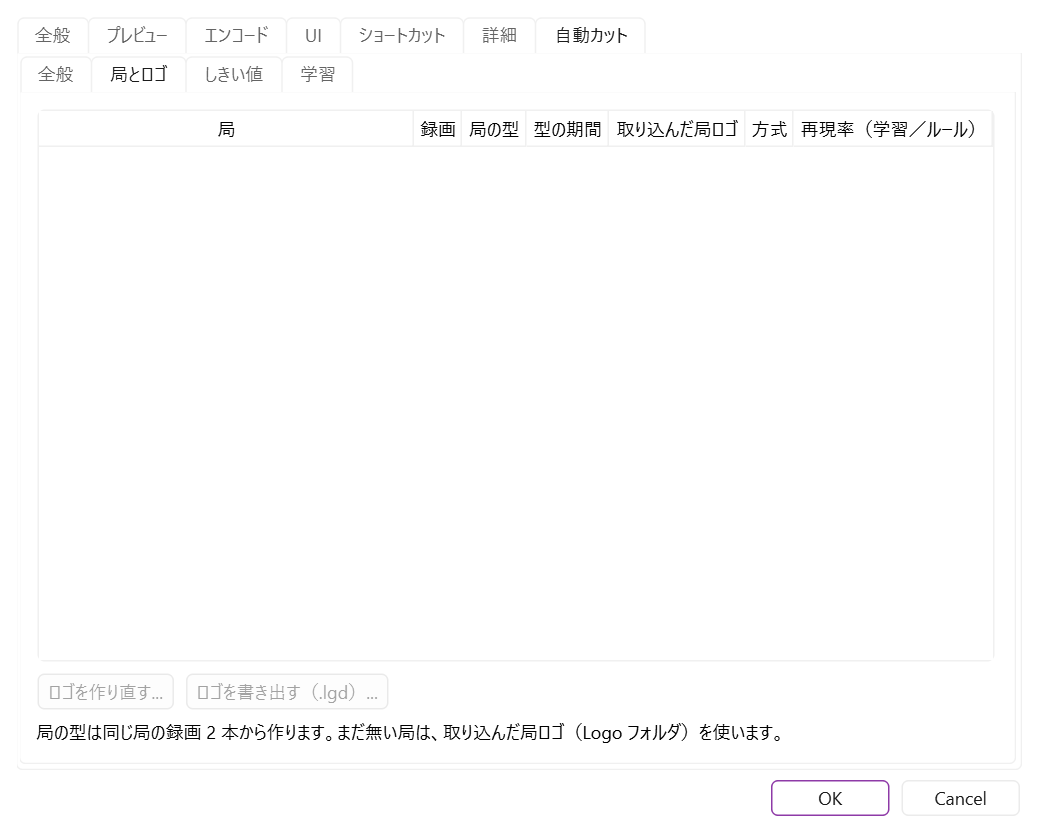 全般 プレビュー エンコード UI ショートカット 詳細 自動カット
全般 局とロゴ しきい値 学習
局 録画 局の型 型の期間 取り込んだ局ロゴ 方式 再現率（学習／ルール）
ロゴを作り直す... ロゴを書き出す（.lgd）...
局の型は同じ局の録画 2 本から作ります。まだ無い局は、取り込んだ局ロゴ（Logo フォルダ）を使います。
OK Cancel